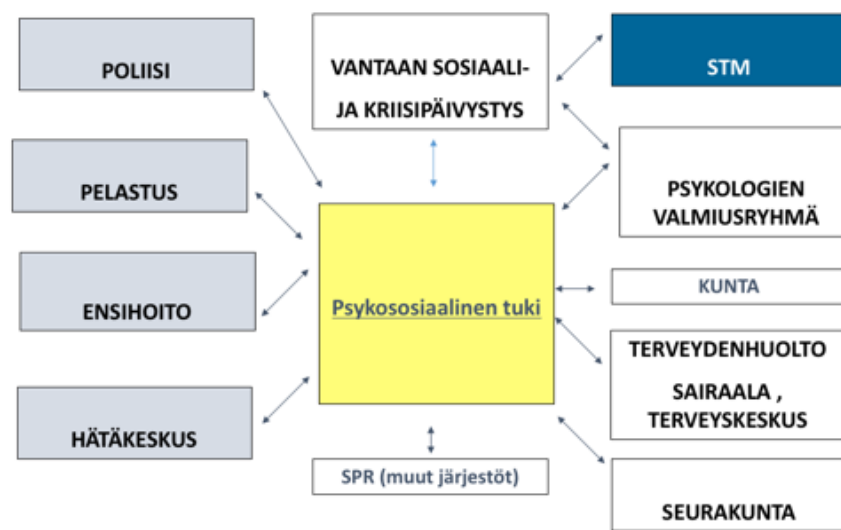 POLIISI
VANTAAN SOSIAALI-
JA KRIISIPÄIVYSTYS
STM
PELASTUS
PSYKOLOGIEN
VALMIUSRYHMÄ
ENSIHOITO
Psykososiaalinen tuki
KUNTA
TERVEYDENHUOLTO
SAIRAALA ,
TERVEYSKESKUS
HÄTÄKESKUS
SPR (muut järjestöt)
SEURAKUNTA